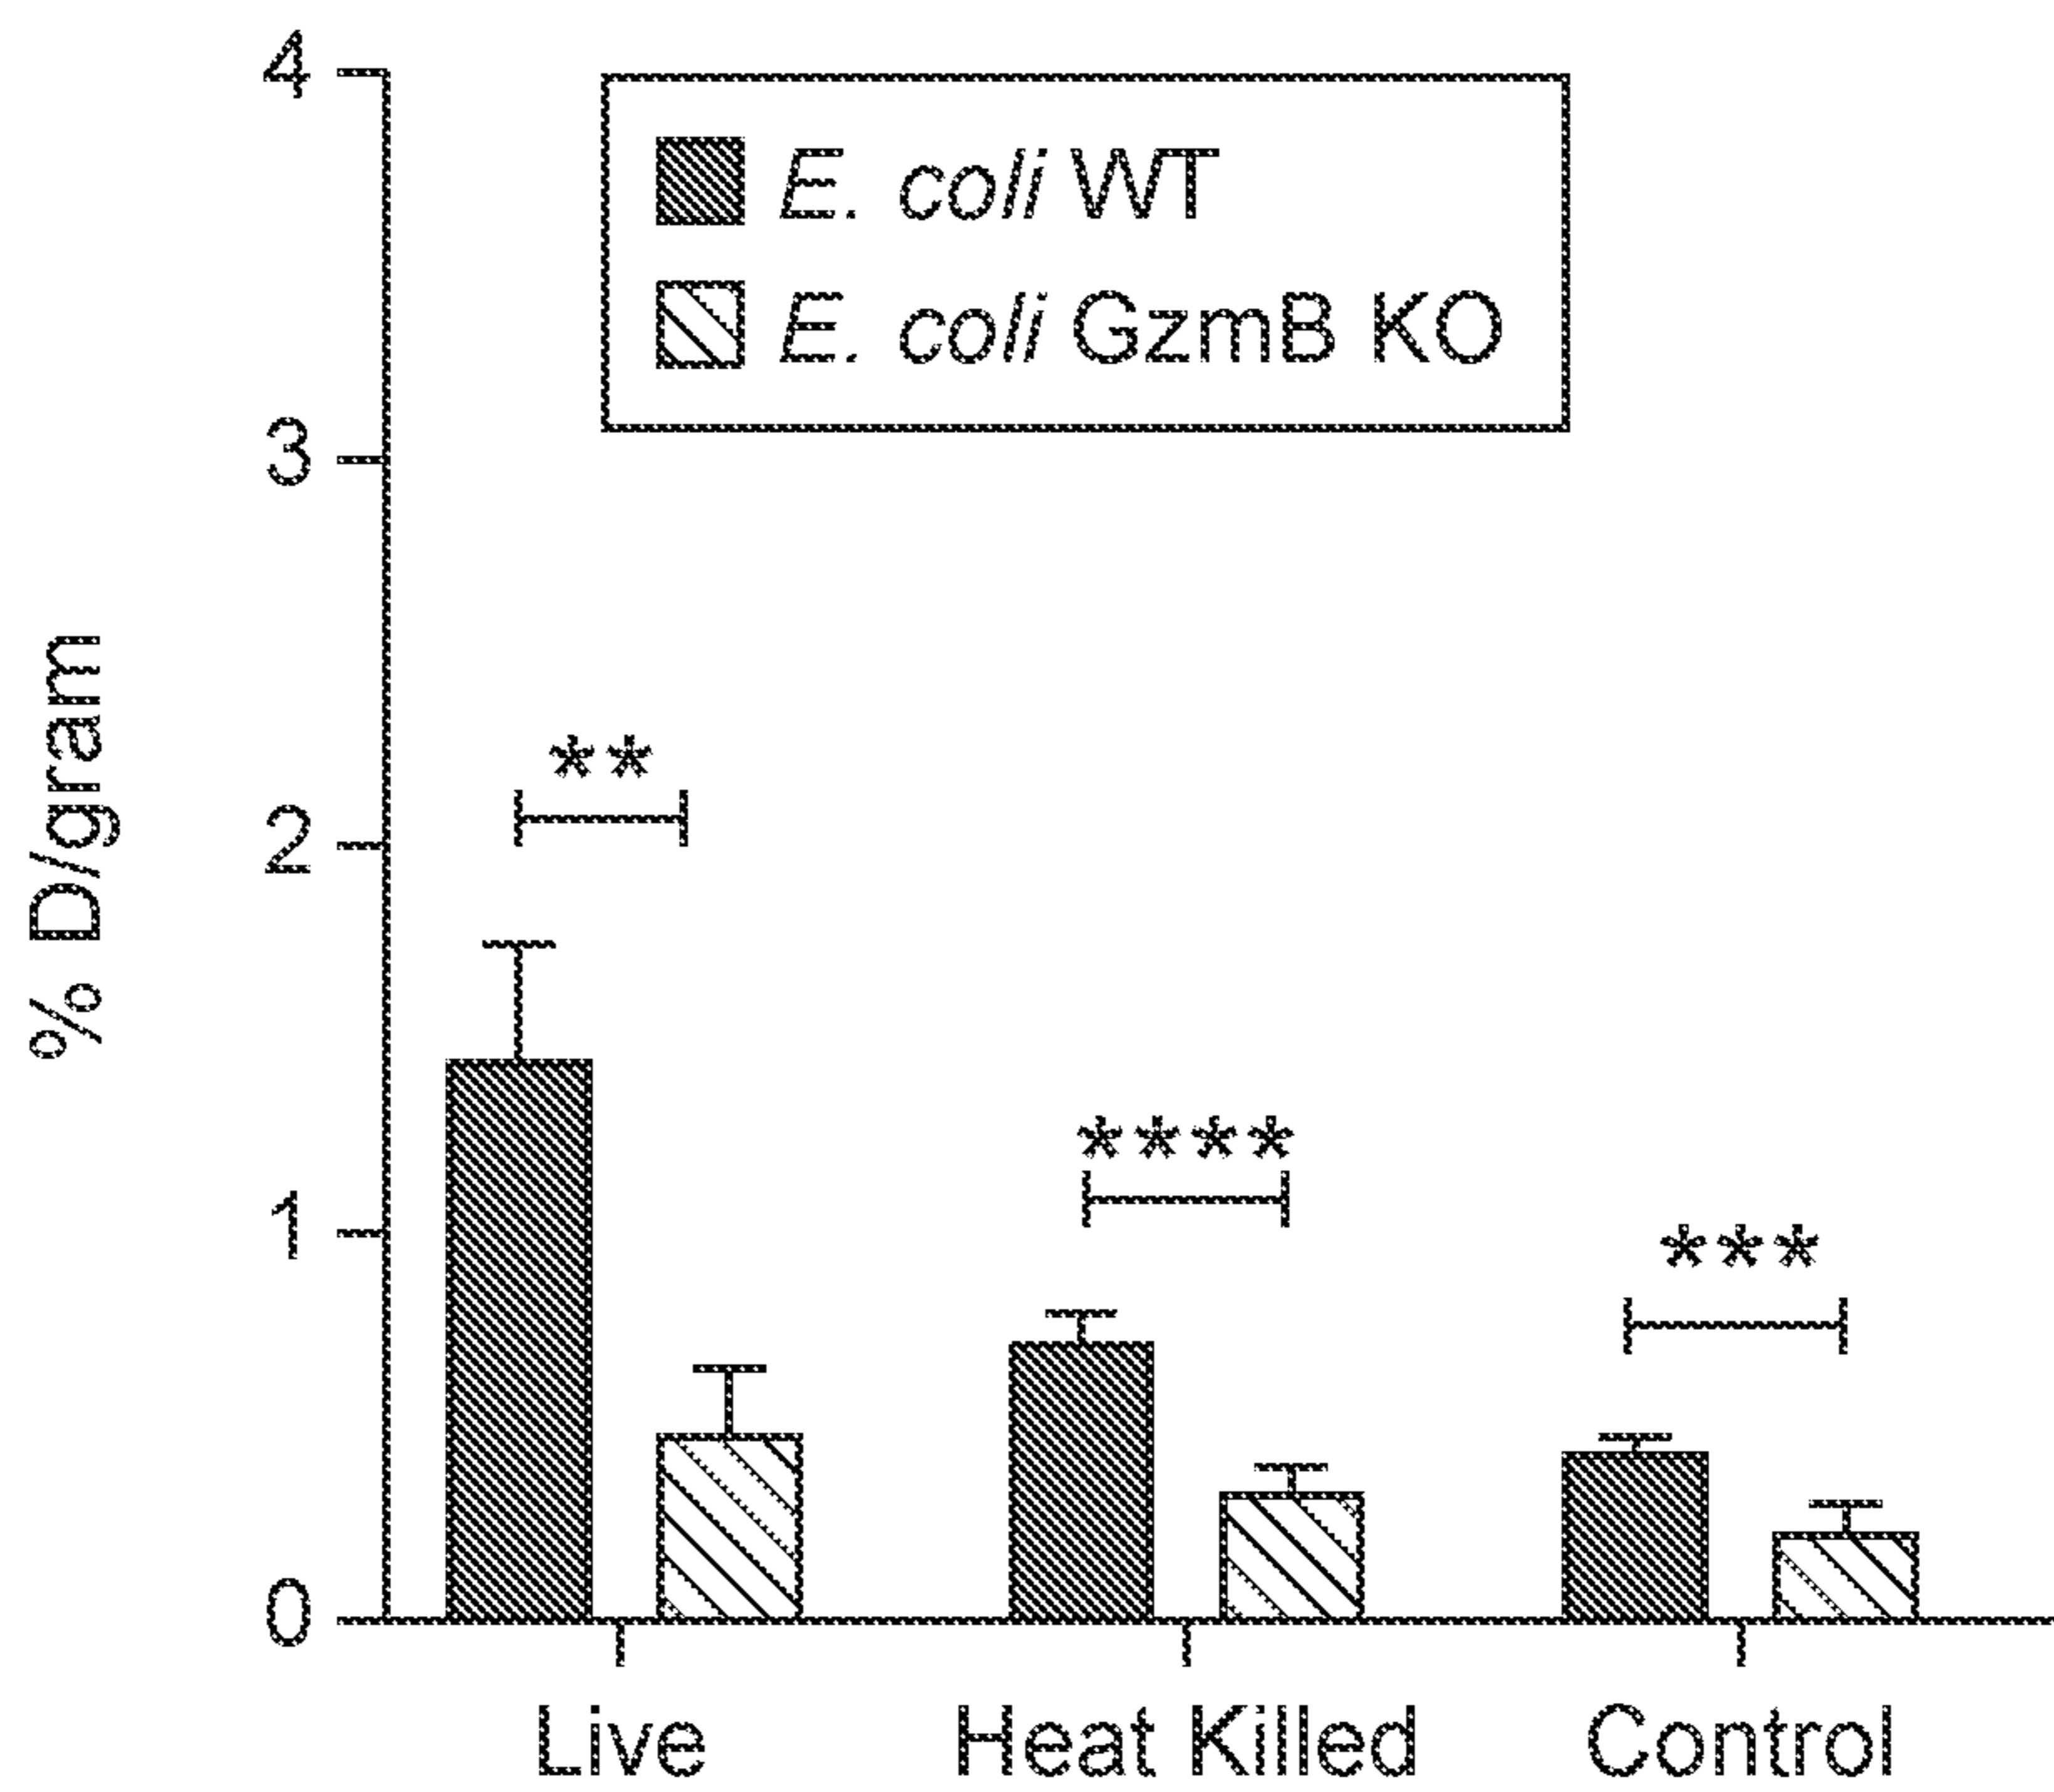 4
3
2
1
0
% D/gram
E. coli WT
E. coli GzmB KO
**
****
***
Live
Heat Killed
Control